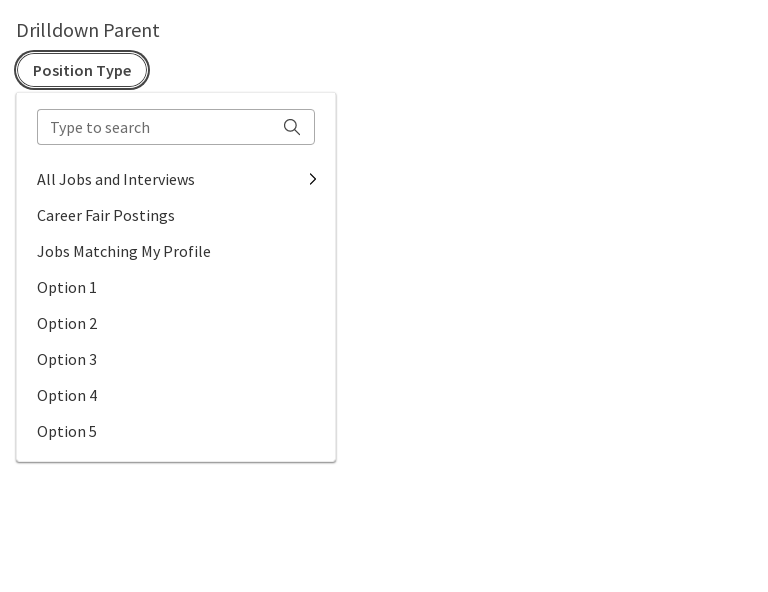 Drilldown Parent
Position Type
Type to search
All Jobs and Interviews
Career Fair Postings
Jobs Matching My Profile
Option 1
Option 2
Option 3
Option 4
Option 5